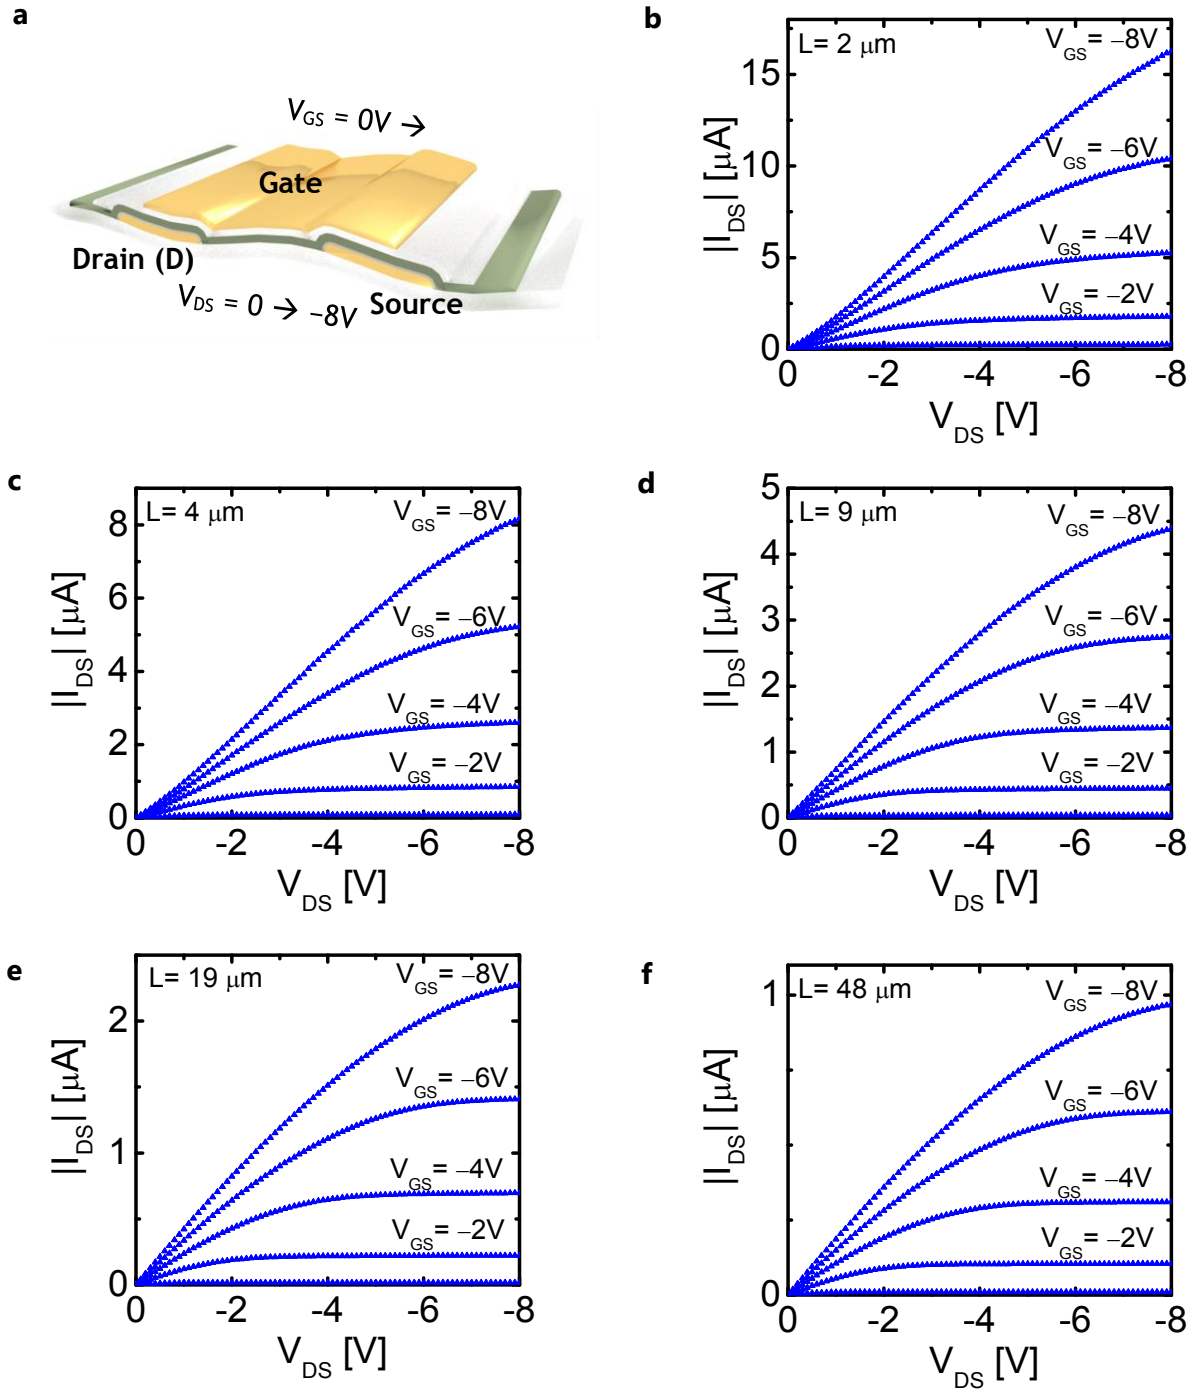 a
V_GS = 0V →
Gate
Drain (D)
V_DS = 0 → −8V
Source
b
L= 2 μm
V_GS= −8V
V_GS= −6V
V_GS= −4V
V_GS= −2V
15
10
5
0
||I_DS| [μA]
0 -2 -4 -6 -8
V_DS [V]
c
L= 4 μm
V_GS= −8V
V_GS= −6V
V_GS= −4V
V_GS= −2V
8
6
4
2
0
||I_DS| [μA]
0 -2 -4 -6 -8
V_DS [V]
d
L= 9 μm
V_GS= −8V
V_GS= −6V
V_GS= −4V
V_GS= −2V
5
4
3
2
1
0
||I_DS| [μA]
0 -2 -4 -6 -8
V_DS [V]
e
L= 19 μm
V_GS= −8V
V_GS= −6V
V_GS= −4V
V_GS= −2V
2
1
0
||I_DS| [μA]
0 -2 -4 -6 -8
V_DS [V]
f
L= 48 μm
V_GS= −8V
V_GS= −6V
V_GS= −4V
V_GS= −2V
1
0
||I_DS| [μA]
0 -2 -4 -6 -8
V_DS [V]